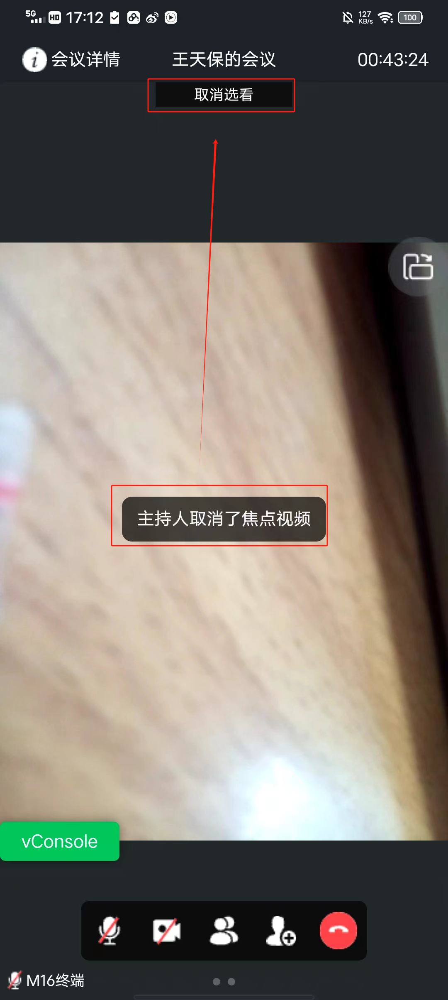 5G HD 17:12 127 KB/s 100
会议详情 王天保的会议 00:43:24
取消选看
主持人取消了焦点视频
vConsole
M16终端